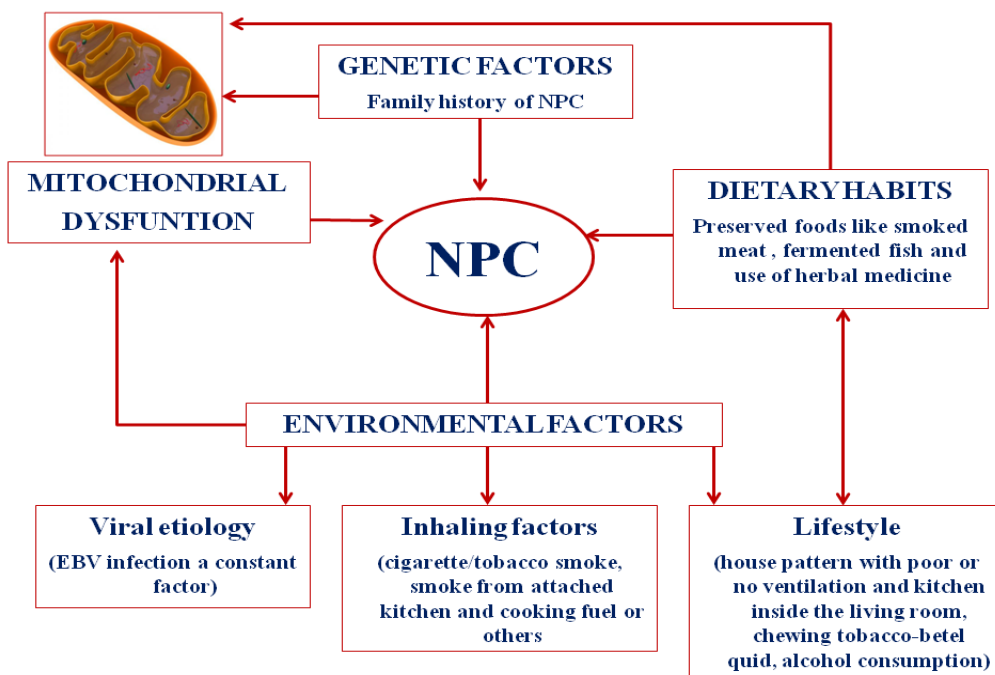 GENETIC FACTORS
Family history of NPC
MITOCHONDRIAL
DYSFUNTION
NPC
DIETARY HABITS
Preserved foods like smoked
meat , fermented fish and
use of herbal medicine
ENVIRONMENTAL FACTORS
Viral etiology
(EBV infection a constant
factor)
Inhaling factors
(cigarette/tobacco smoke,
smoke from attached
kitchen and cooking fuel or
others
Lifestyle
(house pattern with poor or
no ventilation and kitchen
inside the living room,
chewing tobacco-betel
quid, alcohol consumption)